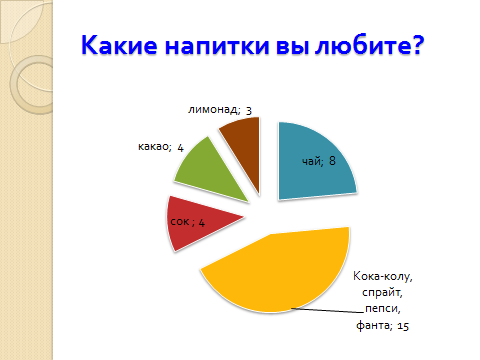 Какие напитки вы любите?
лимонад; 3
какао; 4
чай; 8
сок ; 4
Кока-колу,
спрайт,
пепси,
фанта; 15